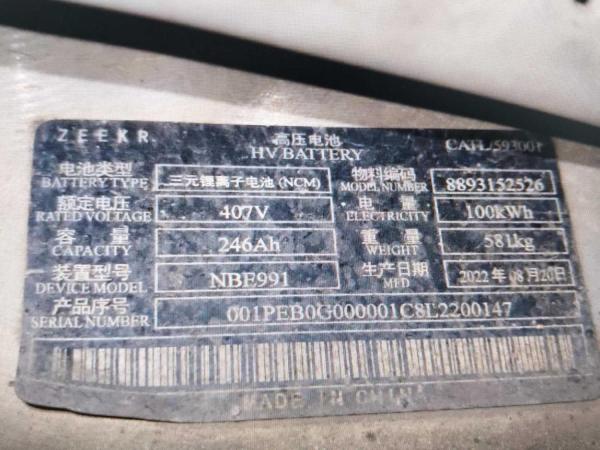 ZEEKR
高压电池
HV BATTERY
CATL/593001
电池类型 三元锂离子电池 (NCM) 物料编码 8893152526
BATTERY TYPE MODEL NUMBER
额定电压 407V 电 量 100kWh
RATED VOLTAGE ELECTRICITY
容 量 246Ah 重 量 581kg
CAPACITY WEIGHT
装置型号 NBE991 生产日期 2022年08月20日
DEVICE MODEL MFD
产品序号 001PEB0G000001C8L2200147
SERIAL NUMBER
MADE IN CHINA